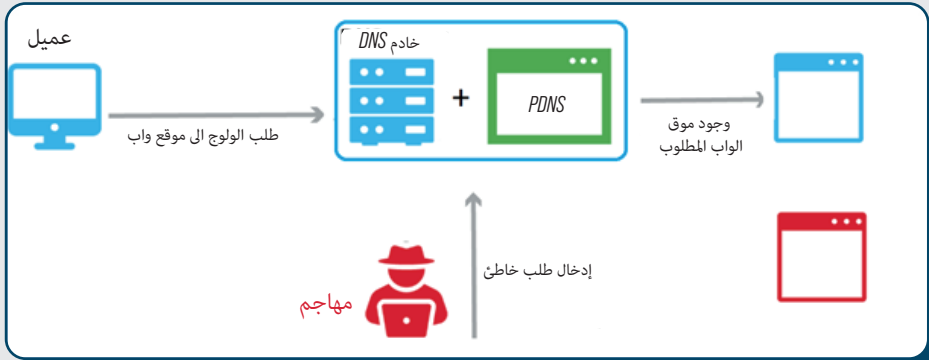 عميل
خادم DNS
PDNS
+
طلب الولوج الى موقع واب
وجود موق
الواب المطلوب
إدخال طلب خاطئ
مهاجم